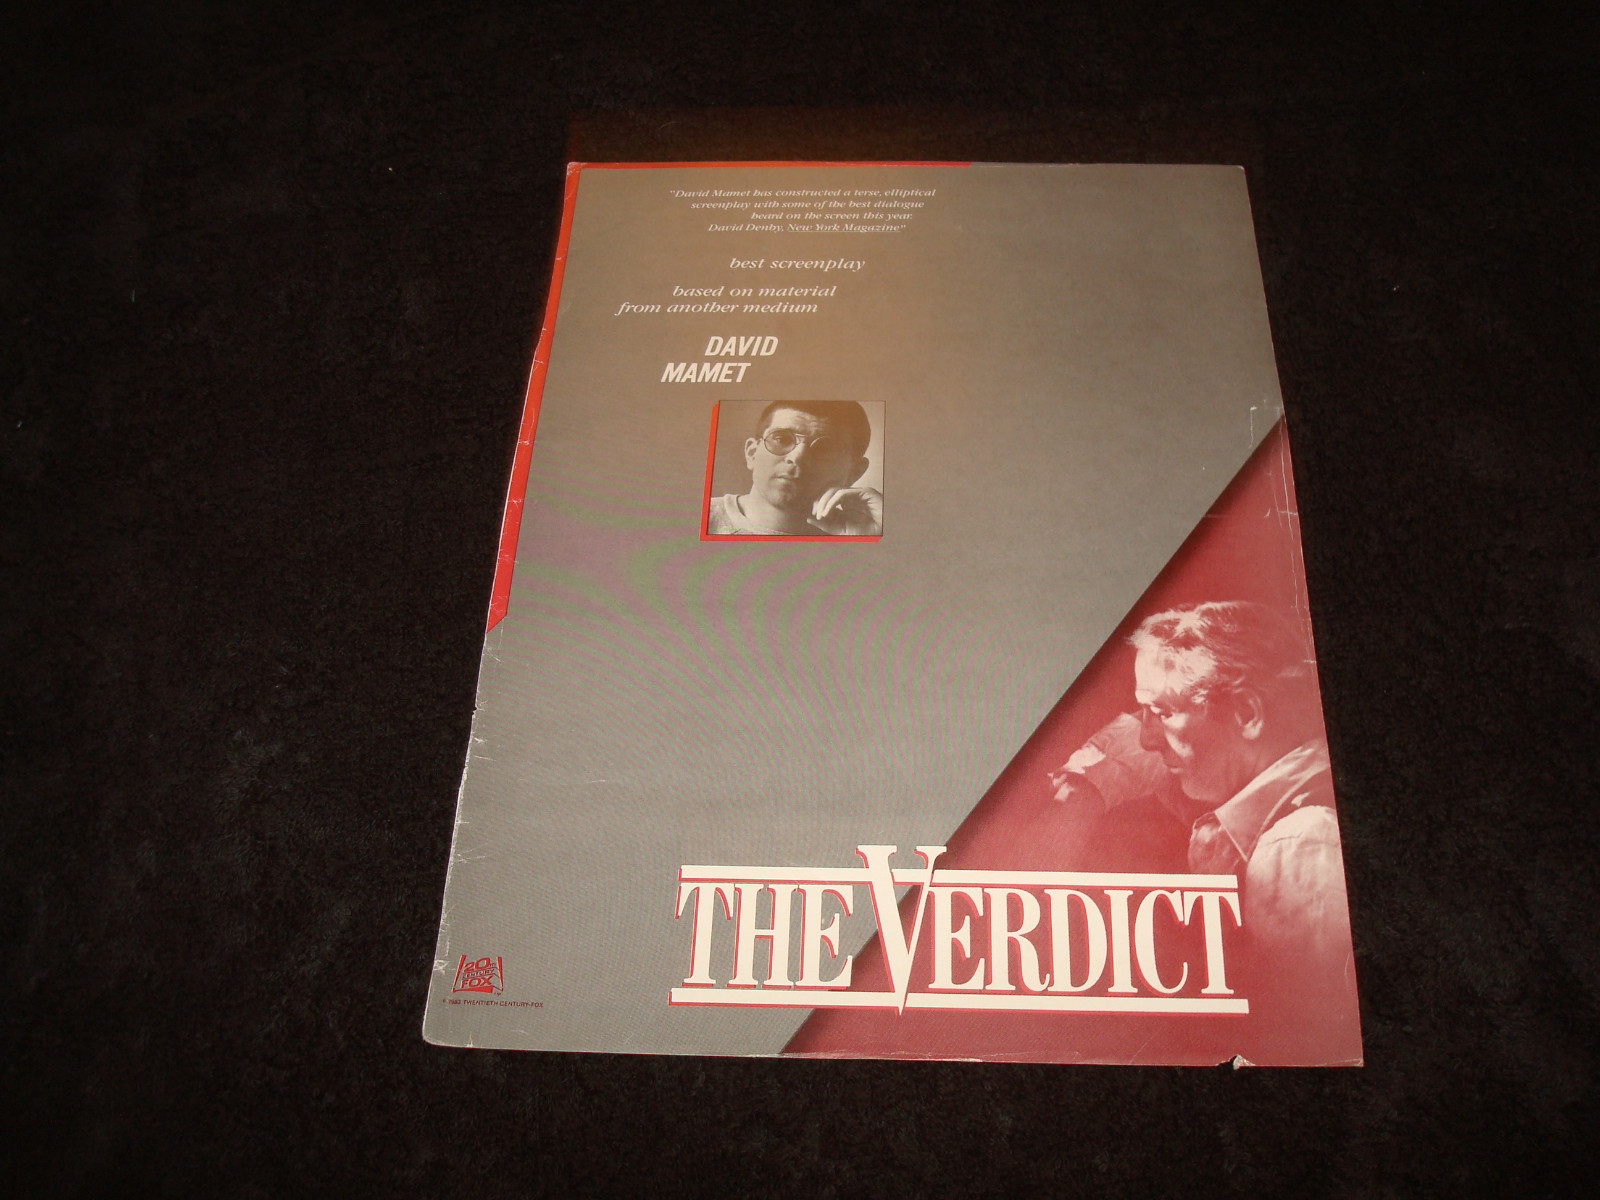 "David Mamet has constructed a terse, elliptical
screenplay with some of the best dialogue
heard on the screen this year.
David Denby, New York Magazine"
best screenplay
based on material
from another medium
DAVID
MAMET
THE VERDICT
20th
CENTURY
FOX
TWENTIETH CENTURY-FOX